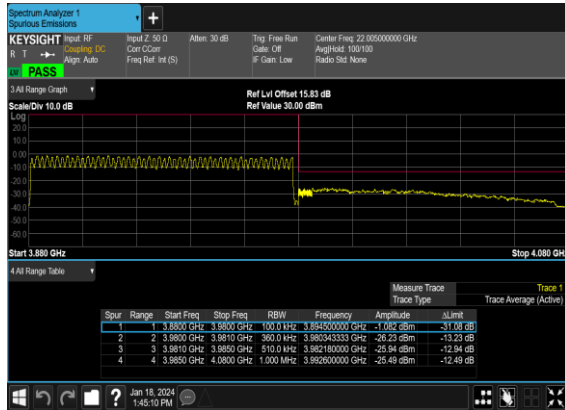 Spectrum Analyzer 1
Spurious Emissions
KEYSIGHT Input: RF Input Z: 50 Ω Atten: 30 dB Trig: Free Run Center Freq: 22.005000000 GHz
R T Coupling: DC Corr CCorr Gate: Off Avg|Hold: 100/100
Align: Auto Freq Ref: Int (S) IF Gain: Low Radio Std: None
PASS
3 All Range Graph
Ref Lvl Offset 15.83 dB
Scale/Div 10.0 dB Ref Value 30.00 dBm
Log
20.0
10.0
0.00
-10.0
-20.0
-30.0
-40.0
-50.0
-60.0
Start 3.880 GHz Stop 4.080 GH
4 All Range Table
Measure Trace Trace 1
Trace Type Trace Average (Active)
Spur Range Start Freq Stop Freq RBW Frequency Amplitude ΔLimit
1 1 3.8800 GHz 3.9800 GHz 100.0 kHz 3.894500000 GHz -1.082 dBm -31.08 dB
2 2 3.9800 GHz 3.9810 GHz 360.0 kHz 3.980343333 GHz -26.23 dBm -13.23 dB
3 3 3.9810 GHz 3.9850 GHz 510.0 kHz 3.982180000 GHz -25.94 dBm -12.94 dB
4 4 3.9850 GHz 4.0800 GHz 1.000 MHz 3.992600000 GHz -25.49 dBm -12.49 dB
Jan 18, 2024
1:45:10 PM